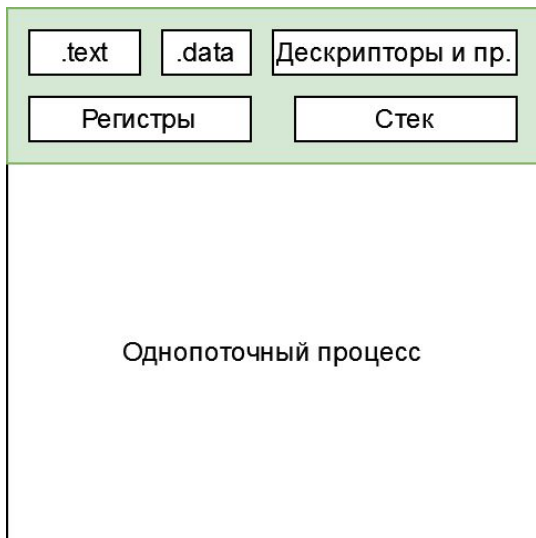 .text .data Дескрипторы и пр.
Регистры Стек
Однопоточный процесс